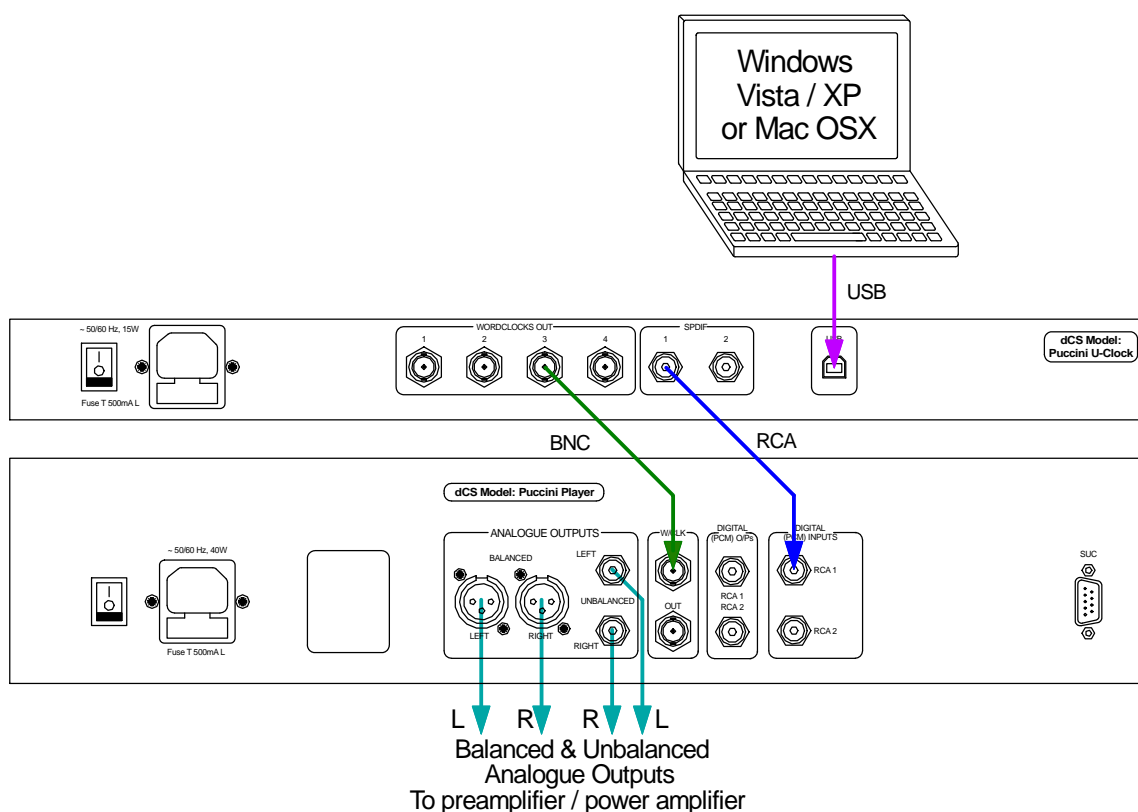 Windows
Vista / XP
or Mac OSX
USB
~ 50/60 Hz, 15W
Fuse T 500mA L
WORDCLOCKS OUT
1
2
3
4
SPDIF
1
2
USB
dCS Model:
Puccini U-Clock
BNC
RCA
dCS Model: Puccini Player
~ 50/60 Hz, 40W
Fuse T 500mA L
ANALOGUE OUTPUTS
BALANCED
LEFT
RIGHT
LEFT
UNBALANCED
RIGHT
W/CLK
OUT
DIGITAL
(PCM) O/Ps
RCA 1
RCA 2
DIGITAL
(PCM) INPUTS
RCA 1
RCA 2
SUC
L
R
R
L
Balanced & Unbalanced
Analogue Outputs
To preamplifier / power amplifier